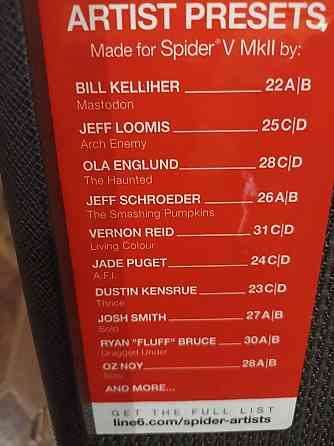 ARTIST PRESETS
Made for Spider® V MkII by:
BILL KELLIHER 22A|B
Mastodon
JEFF LOOMIS 25C|D
Arch Enemy
OLA ENGLUND 28C|D
The Haunted
JEFF SCHROEDER 26A|B
The Smashing Pumpkins
VERNON REID 31C|D
Living Colour
JADE PUGET 24C|D
A.F.I.
DUSTIN KENSRUE 23C|D
Thrice
JOSH SMITH 27A|B
Solo
RYAN "FLUFF" BRUCE 30A|B
Dragged Under
OZ NOY 28A|B
Solo
AND MORE...
GET THE FULL LIST
line6.com/spider-artists